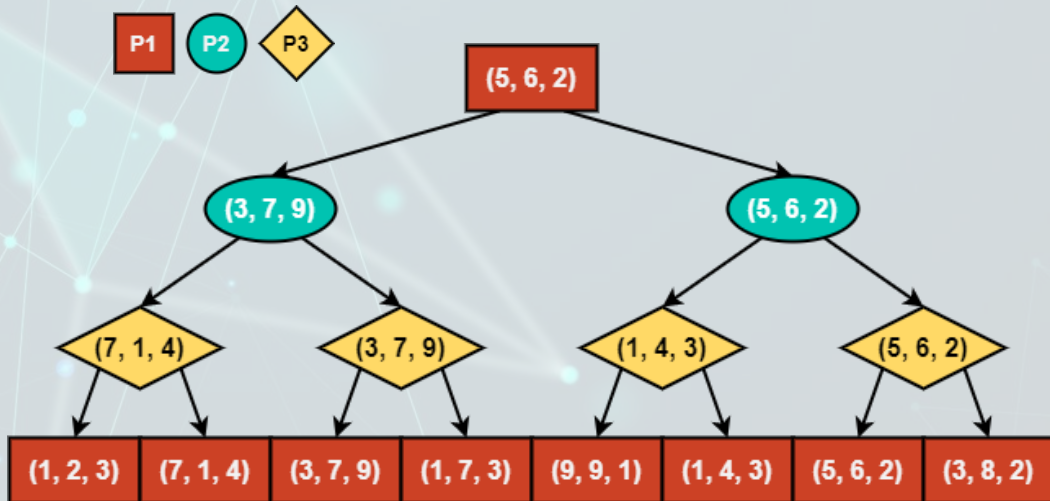 P1 P2 P3
(5, 6, 2)
(3, 7, 9) (5, 6, 2)
(7, 1, 4) (3, 7, 9) (1, 4, 3) (5, 6, 2)
(1, 2, 3) (7, 1, 4) (3, 7, 9) (1, 7, 3) (9, 9, 1) (1, 4, 3) (5, 6, 2) (3, 8, 2)